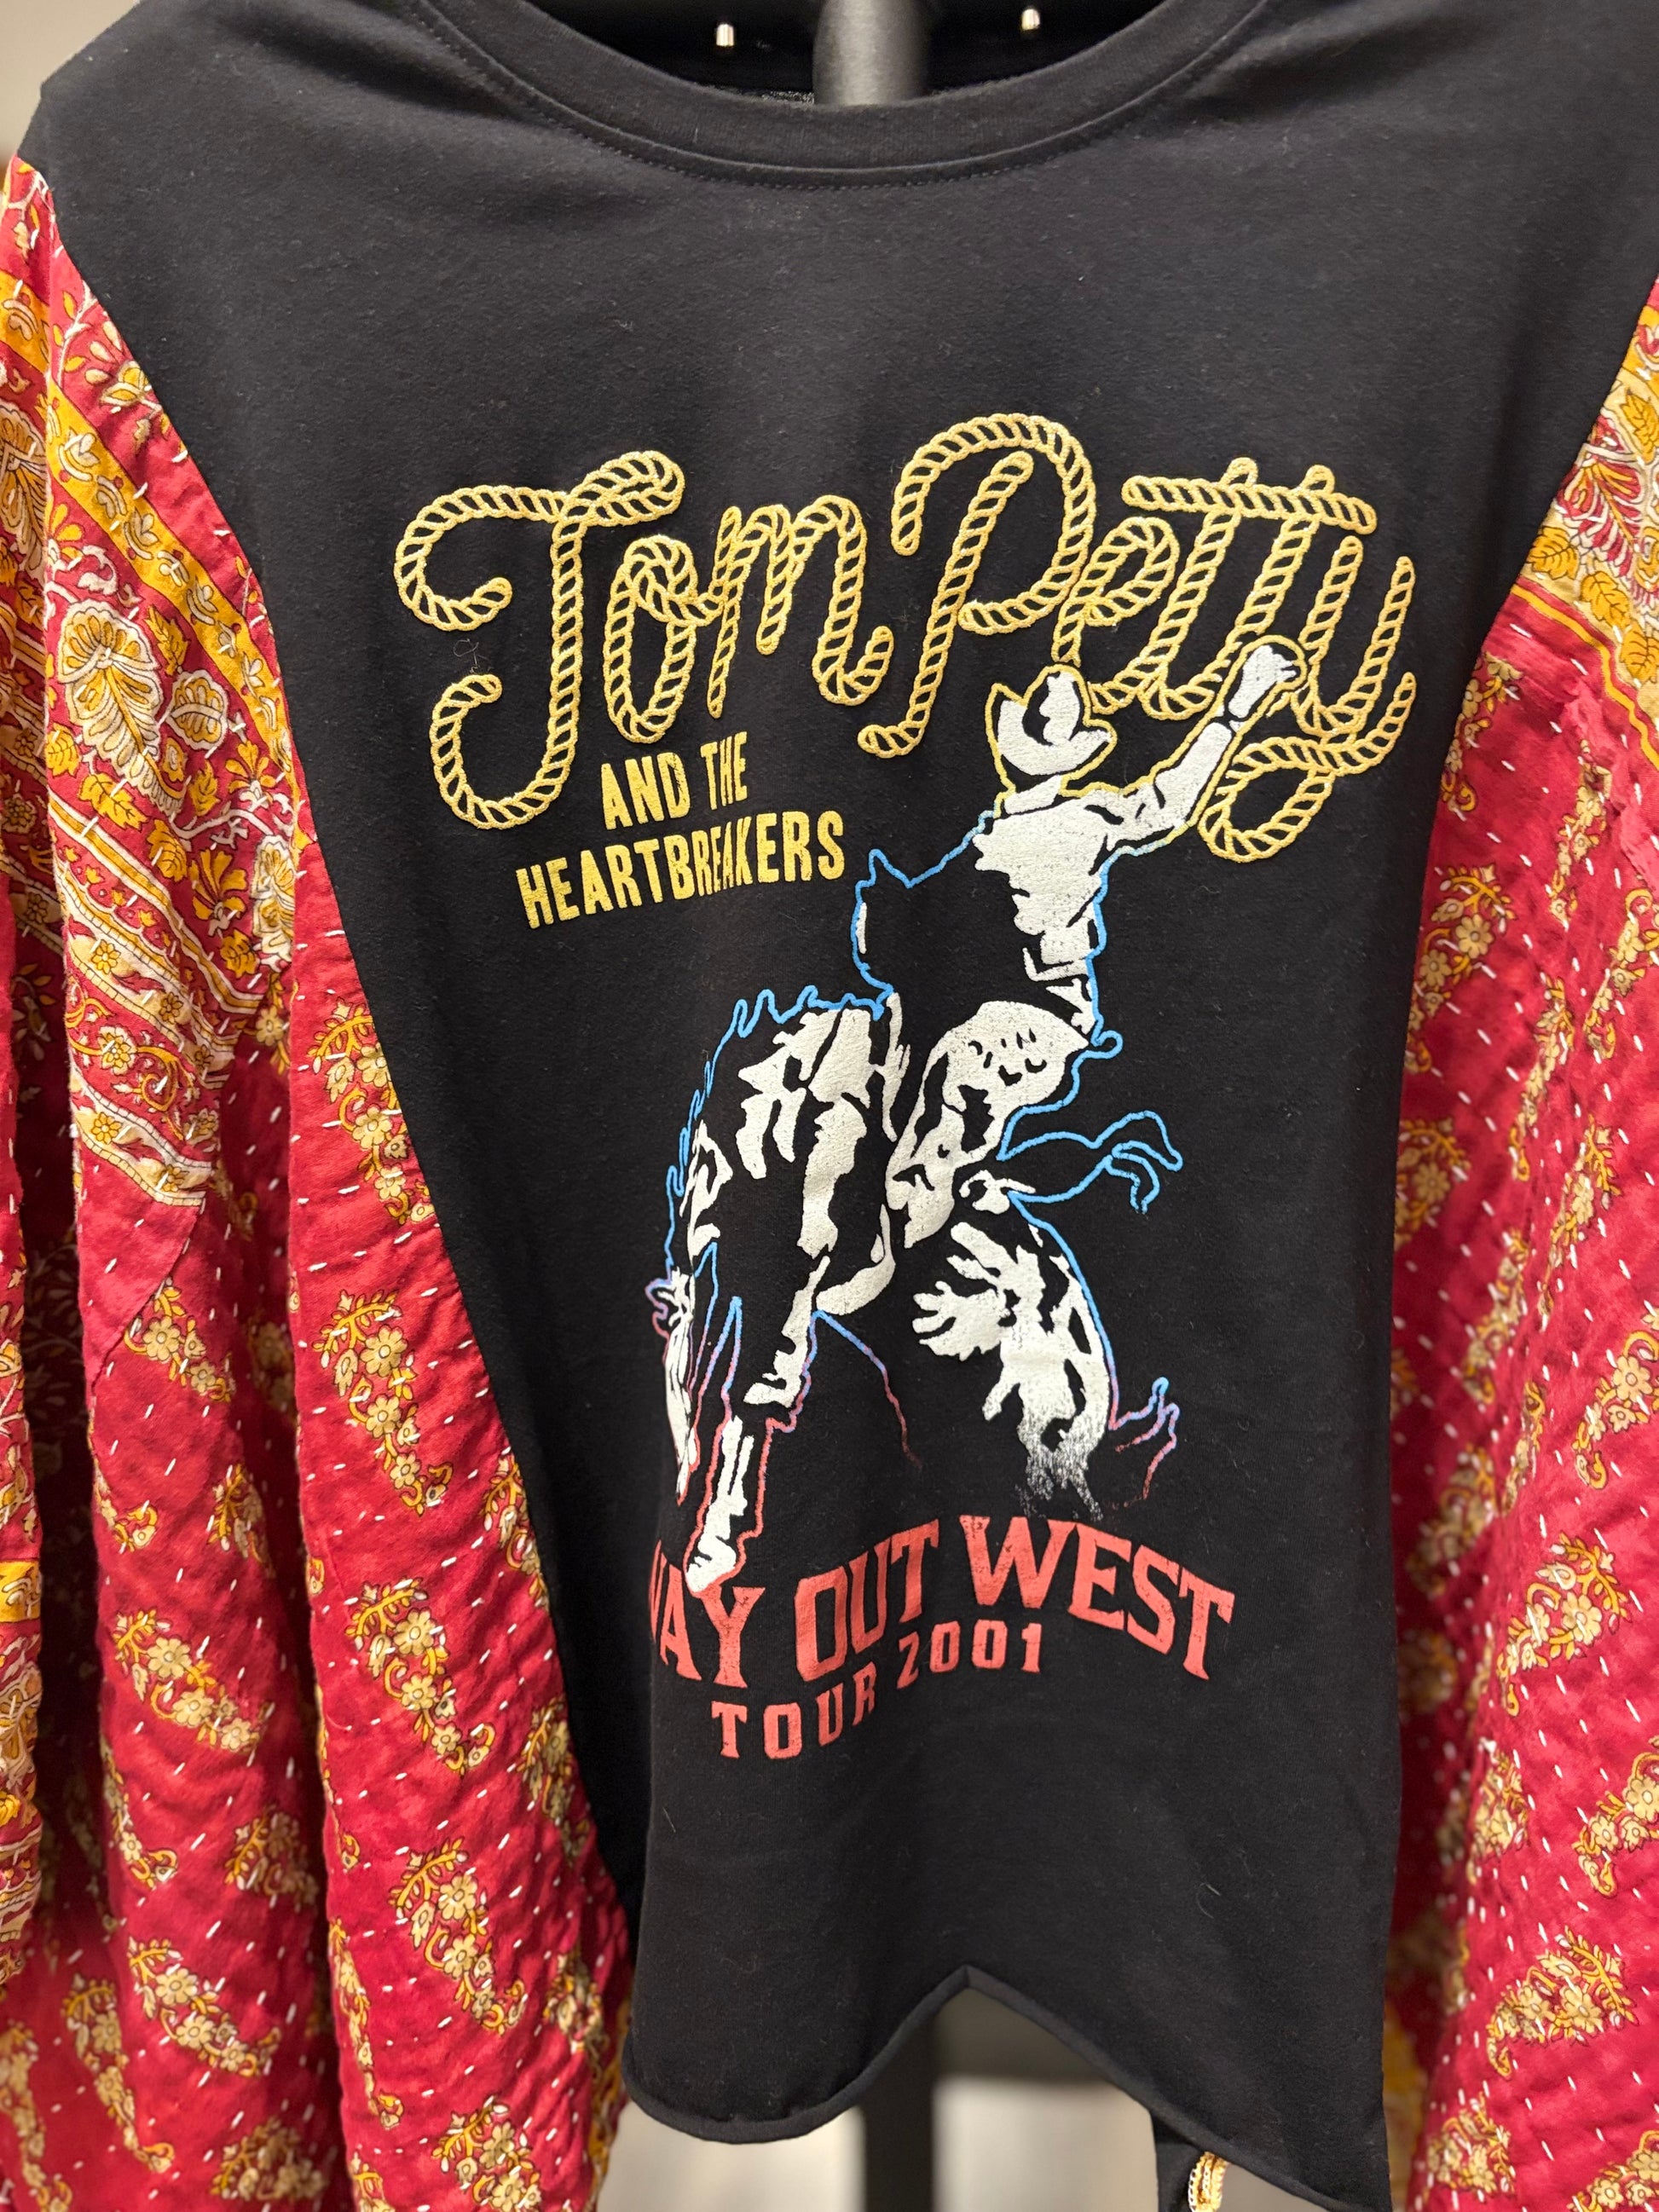 Tom Petty
AND THE
HEARTBREAKERS
WAY OUT WEST
TOUR 2001